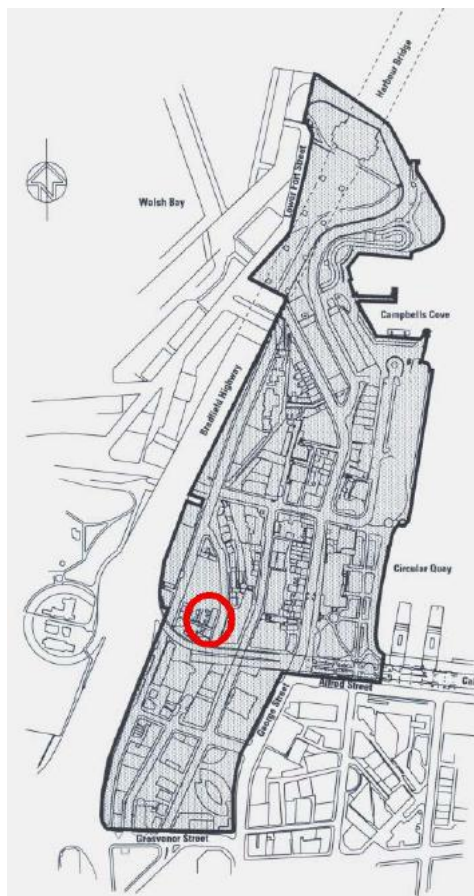 Harbour Bridge
Lower Fort Street
Walsh Bay
Campbells Cove
Bradfield Highway
Circular Quay
Alfred Street
George Street
Grosvenor Street